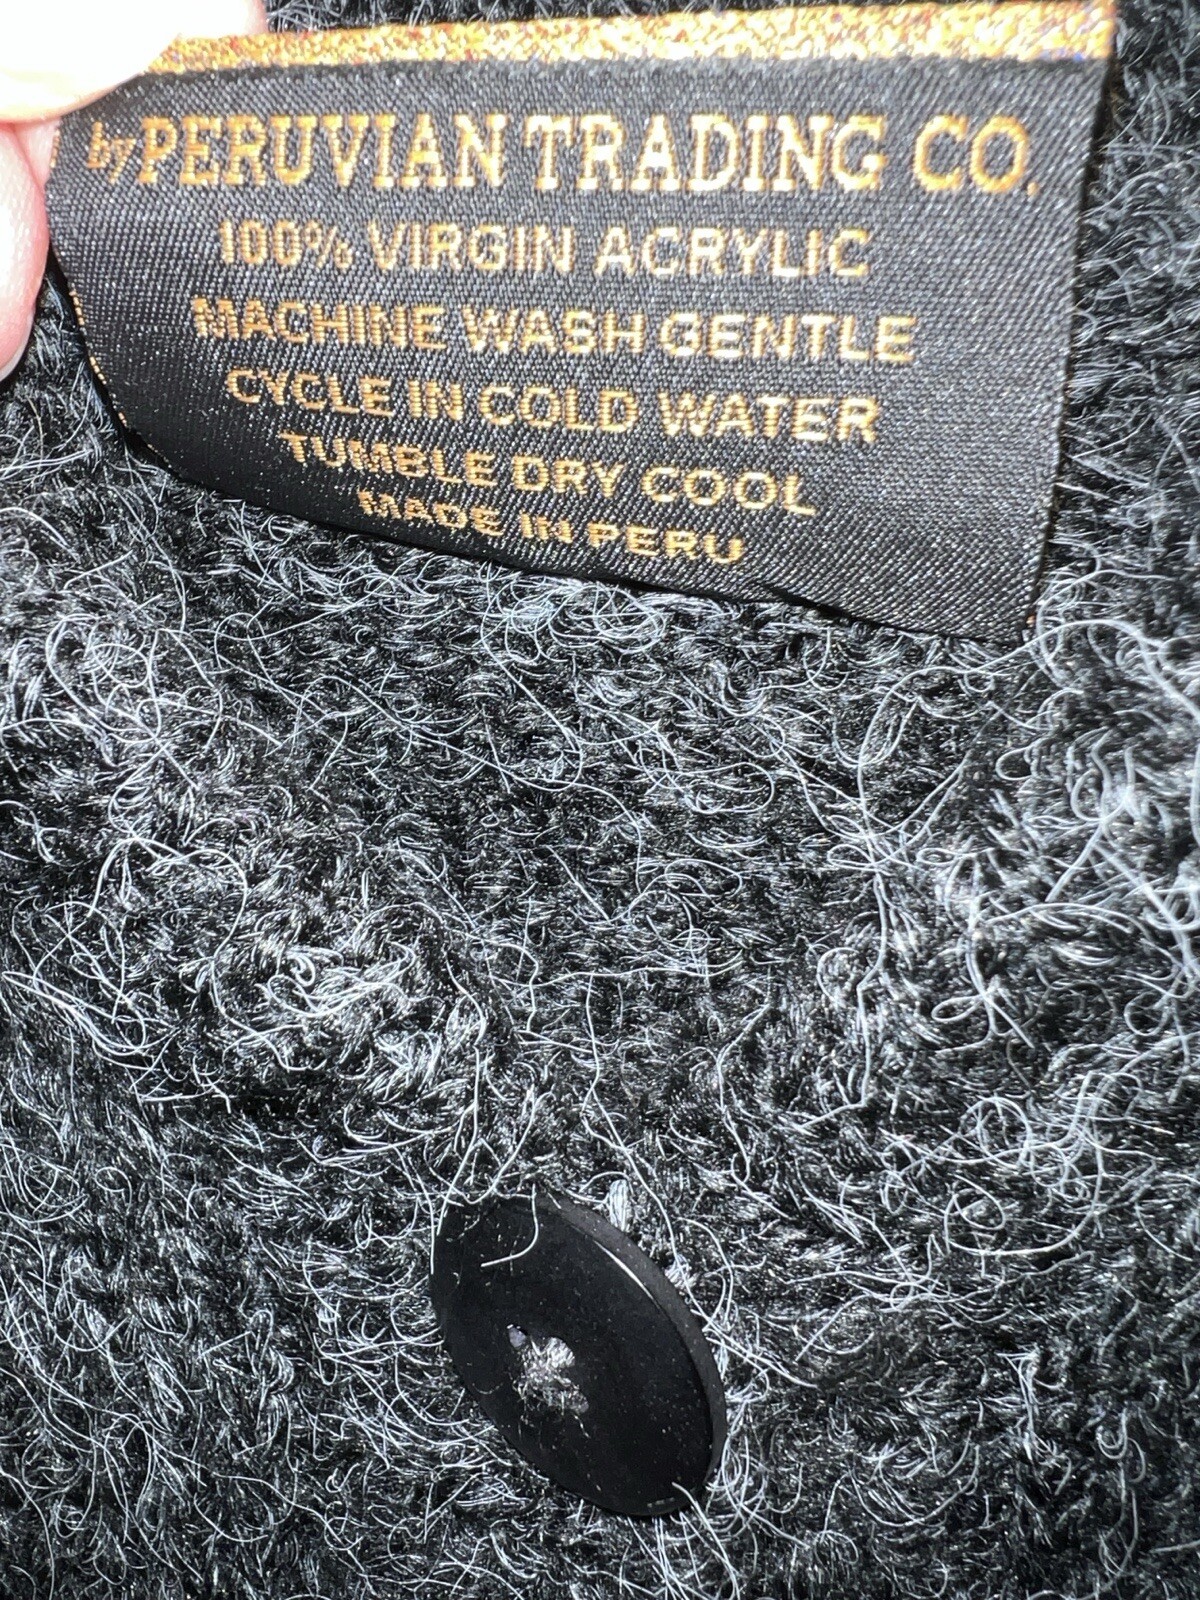 by PERUVIAN TRADING CO.
100% VIRGIN ACRYLIC
MACHINE WASH GENTLE
CYCLE IN COLD WATER
TUMBLE DRY COOL
MADE IN PERU